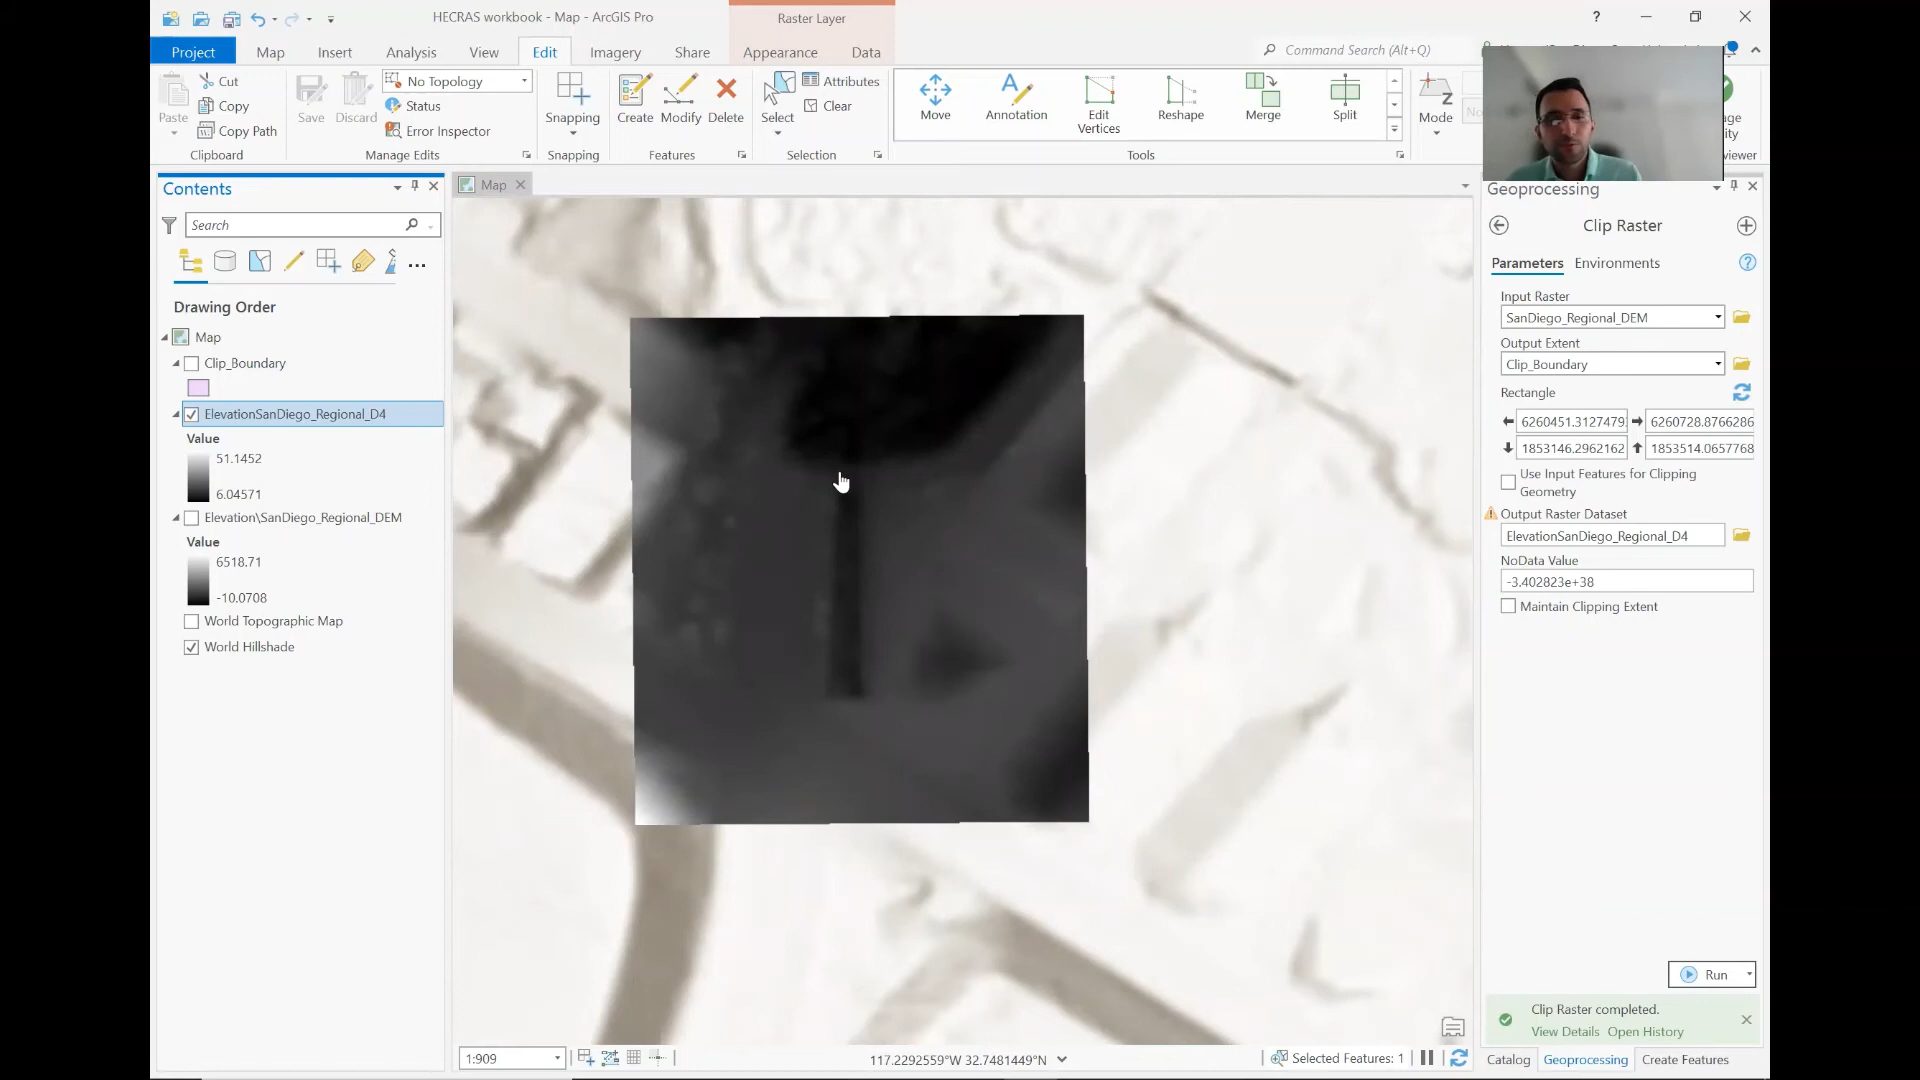 HECRAS workbook - Map - ArcGIS Pro
Raster Layer
?
Project
Map
Insert
Analysis
View
Edit
Imagery
Share
Appearance
Data
Command Search (Alt+Q)
Paste
Cut
Copy
Copy Path
Clipboard
Save
Discard
No Topology
Status
Error Inspector
Manage Edits
Snapping
Snapping
Create
Modify
Delete
Features
Select
Attributes
Clear
Selection
Move
Annotation
Edit
Vertices
Reshape
Merge
Split
Tools
Mode
Contents
Search
Drawing Order
Map
Clip_Boundary
ElevationSanDiego_Regional_D4
Value
51.1452
6.04571
Elevation\SanDiego_Regional_DEM
Value
6518.71
-10.0708
World Topographic Map
World Hillshade
Map
1:909
117.2292559°W 32.7481449°N
Selected Features: 1
Geoprocessing
Clip Raster
Parameters
Environments
Input Raster
SanDiego_Regional_DEM
Output Extent
Clip_Boundary
Rectangle
6260451.3127479
6260728.8766286
1853146.2962162
1853514.0657768
Use Input Features for Clipping
Geometry
Output Raster Dataset
ElevationSanDiego_Regional_D4
NoData Value
-3.402823e+38
Maintain Clipping Extent
Run
Clip Raster completed.
View Details Open History
Catalog
Geoprocessing
Create Features